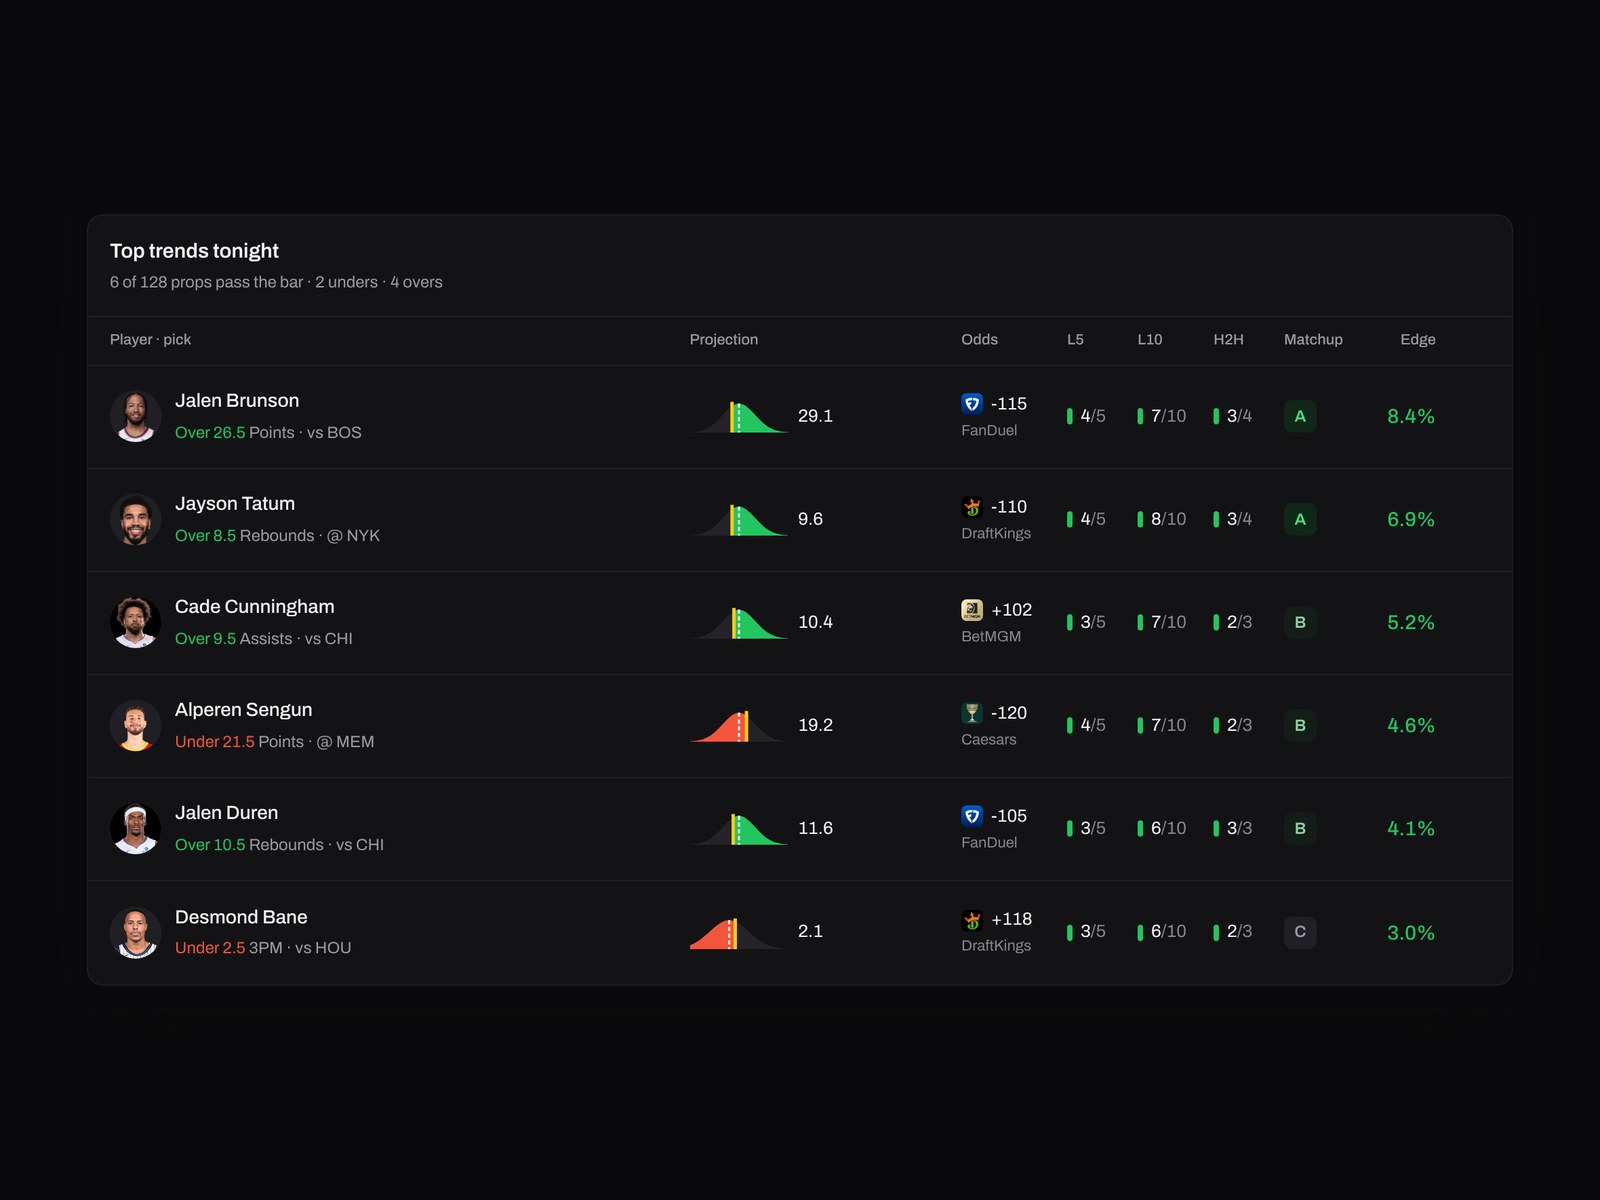 Top trends tonight
6 of 128 props pass the bar · 2 unders · 4 overs
Player · pick Projection Odds L5 L10 H2H Matchup Edge
Jalen Brunson
Over 26.5 Points · vs BOS
29.1
-115
FanDuel
4/5 7/10 3/4 A 8.4%
Jayson Tatum
Over 8.5 Rebounds · @ NYK
9.6
-110
DraftKings
4/5 8/10 3/4 A 6.9%
Cade Cunningham
Over 9.5 Assists · vs CHI
10.4
+102
BetMGM
3/5 7/10 2/3 B 5.2%
Alperen Sengun
Under 21.5 Points · @ MEM
19.2
-120
Caesars
4/5 7/10 2/3 B 4.6%
Jalen Duren
Over 10.5 Rebounds · vs CHI
11.6
-105
FanDuel
3/5 6/10 3/3 B 4.1%
Desmond Bane
Under 2.5 3PM · vs HOU
2.1
+118
DraftKings
3/5 6/10 2/3 C 3.0%